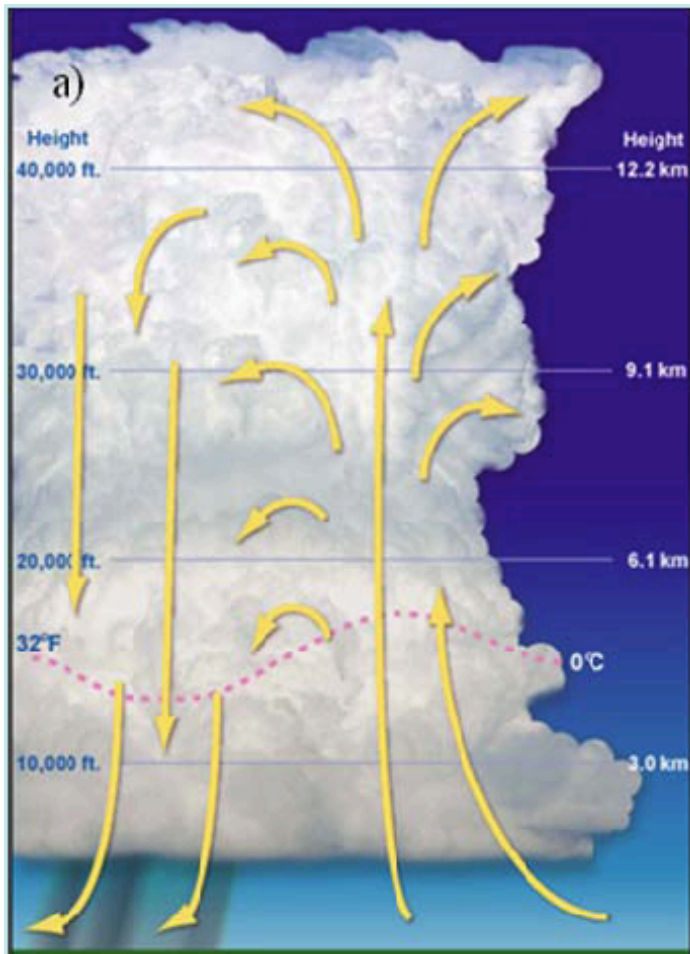 a)
Height Height
40,000 ft. 12.2 km
30,000 ft. 9.1 km
20,000 ft. 6.1 km
32°F 0°C
10,000 ft. 3.0 km